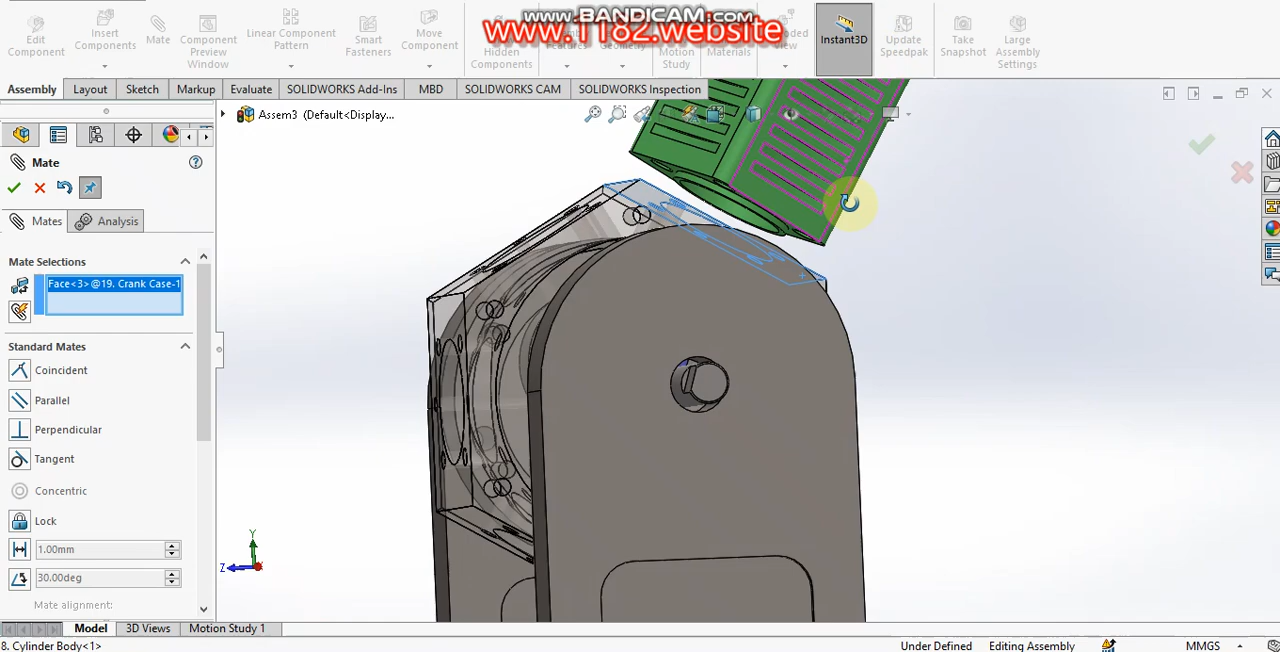 www.BANDICAM.com
www.1182.website
Edit Component
Insert Components
Mate
Component Preview Window
Linear Component Pattern
Smart Fasteners
Move Component
Hidden Components
Features
Geometry
Motion Study
Materials
View
Instant3D
Update Speedpak
Take Snapshot
Large Assembly Settings
Assembly
Layout
Sketch
Markup
Evaluate
SOLIDWORKS Add-Ins
MBD
SOLIDWORKS CAM
SOLIDWORKS Inspection
Assem3 (Default<Display...
Mate
Mates
Analysis
Mate Selections
Face<3>@19. Crank Case-1
Standard Mates
Coincident
Parallel
Perpendicular
Tangent
Concentric
Lock
1.00mm
30.00deg
Mate alignment:
Y
Z
Model
3D Views
Motion Study 1
8. Cylinder Body<1>
Under Defined
Editing Assembly
MMGS